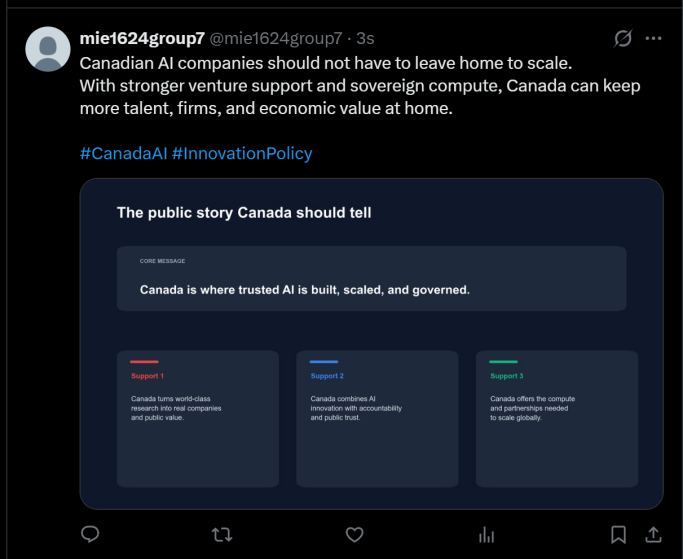 mie1624group7 @mie1624group7 · 3s
Canadian AI companies should not have to leave home to scale.
With stronger venture support and sovereign compute, Canada can keep
more talent, firms, and economic value at home.
#CanadaAI #InnovationPolicy
The public story Canada should tell
CORE MESSAGE
Canada is where trusted AI is built, scaled, and governed.
Support 1
Canada turns world-class
research into real companies
and public value.
Support 2
Canada combines AI
innovation with accountability
and public trust.
Support 3
Canada offers the compute
and partnerships needed
to scale globally.